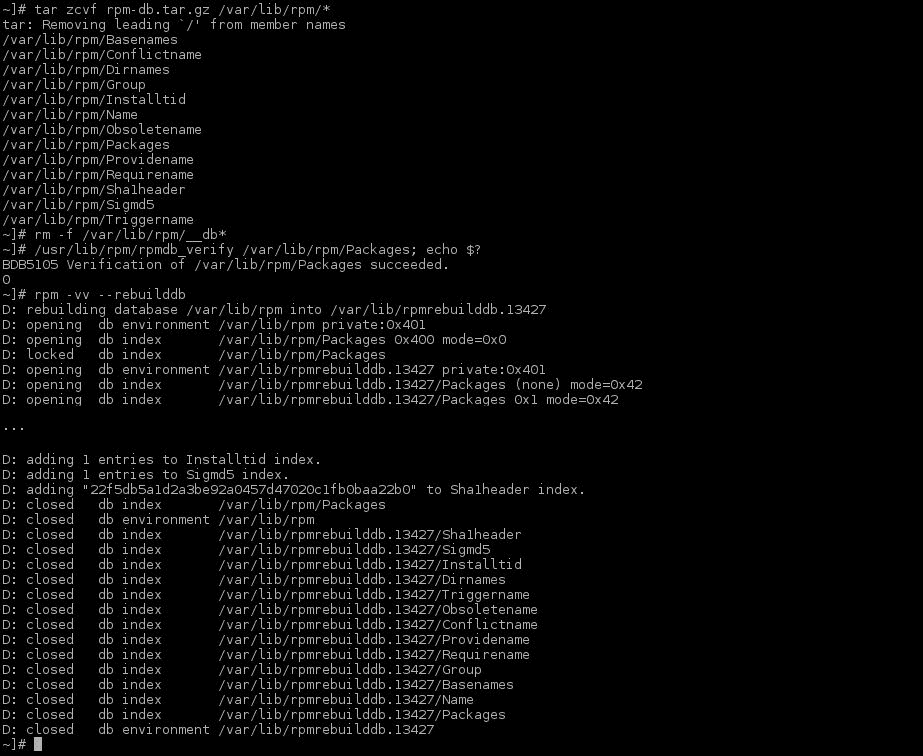 ~]# tar zcvf rpm-db.tar.gz /var/lib/rpm/*
tar: Removing leading `/' from member names
/var/lib/rpm/Basenames
/var/lib/rpm/Conflictname
/var/lib/rpm/Dirnames
/var/lib/rpm/Group
/var/lib/rpm/Installtid
/var/lib/rpm/Name
/var/lib/rpm/Obsoletename
/var/lib/rpm/Packages
/var/lib/rpm/Providename
/var/lib/rpm/Requirename
/var/lib/rpm/Sha1header
/var/lib/rpm/Sigmd5
/var/lib/rpm/Triggername
~]# rm -f /var/lib/rpm/__db*
~]# /usr/lib/rpm/rpmdb_verify /var/lib/rpm/Packages; echo $?
BDB5105 Verification of /var/lib/rpm/Packages succeeded.
0
~]# rpm -vv --rebuilddb
D: rebuilding database /var/lib/rpm into /var/lib/rpmrebuilddb.13427
D: opening  db environment /var/lib/rpm private:0x401
D: opening  db index       /var/lib/rpm/Packages 0x400 mode=0x0
D: locked   db index       /var/lib/rpm/Packages
D: opening  db environment /var/lib/rpmrebuilddb.13427 private:0x401
D: opening  db index       /var/lib/rpmrebuilddb.13427/Packages (none) mode=0x42
D: opening  db index       /var/lib/rpmrebuilddb.13427/Packages 0x1 mode=0x42
...
D: adding 1 entries to Installtid index.
D: adding 1 entries to Sigmd5 index.
D: adding "22f5db5a1d2a3be92a0457d47020c1fb0baa22b0" to Sha1header index.
D: closed   db index       /var/lib/rpm/Packages
D: closed   db environment /var/lib/rpm
D: closed   db index       /var/lib/rpmrebuilddb.13427/Sha1header
D: closed   db index       /var/lib/rpmrebuilddb.13427/Sigmd5
D: closed   db index       /var/lib/rpmrebuilddb.13427/Installtid
D: closed   db index       /var/lib/rpmrebuilddb.13427/Dirnames
D: closed   db index       /var/lib/rpmrebuilddb.13427/Triggername
D: closed   db index       /var/lib/rpmrebuilddb.13427/Obsoletename
D: closed   db index       /var/lib/rpmrebuilddb.13427/Conflictname
D: closed   db index       /var/lib/rpmrebuilddb.13427/Providename
D: closed   db index       /var/lib/rpmrebuilddb.13427/Requirename
D: closed   db index       /var/lib/rpmrebuilddb.13427/Group
D: closed   db index       /var/lib/rpmrebuilddb.13427/Basenames
D: closed   db index       /var/lib/rpmrebuilddb.13427/Name
D: closed   db index       /var/lib/rpmrebuilddb.13427/Packages
D: closed   db environment /var/lib/rpmrebuilddb.13427
~]#